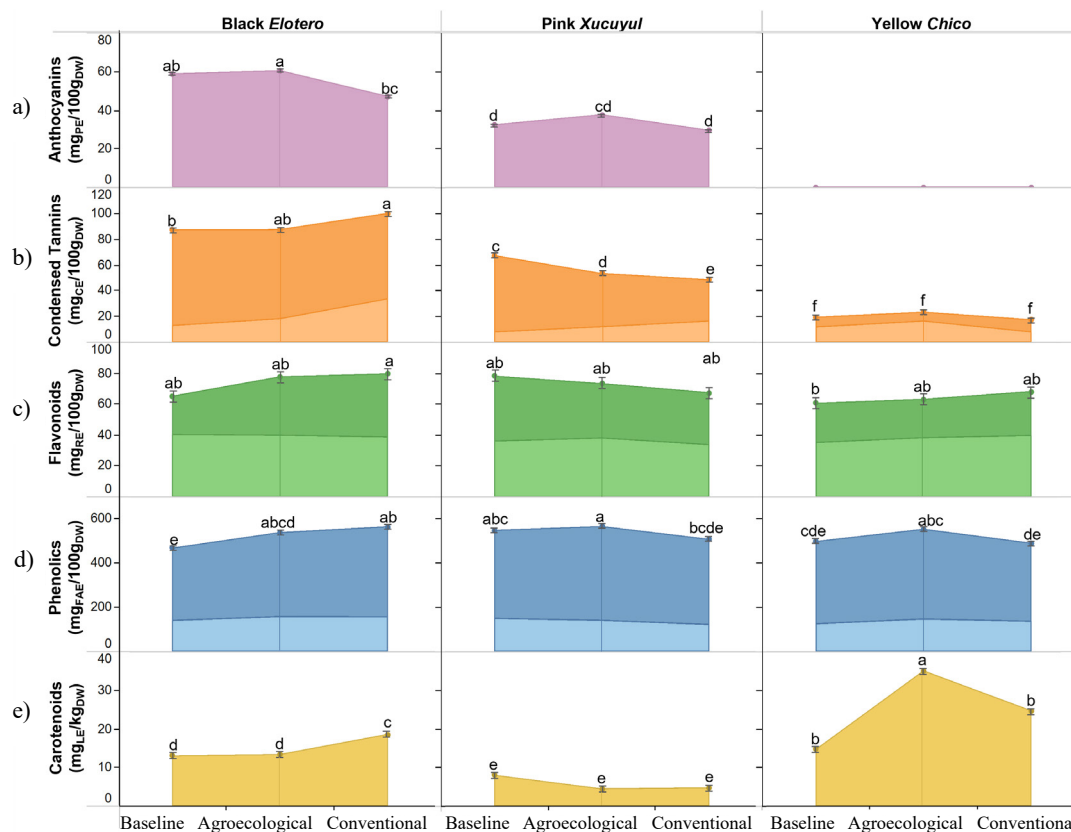 Black Elotero Pink Xucuyul Yellow Chico
a)
Anthocyanins
(mgPE/100gDW)
80
60
40
20
0
ab a bc
d cd d
b)
Condensed Tannins
(mgCE/100gDW)
120
100
80
60
40
20
0
b ab a
c d e
f f f
c)
Flavonoids
(mgRE/100gDW)
100
80
60
40
20
0
ab ab a
ab ab ab
b ab ab
d)
Phenolics
(mgFAE/100gDW)
600
400
200
0
e abcd ab
abc a bcde
cde abc de
e)
Carotenoids
(mgLE/kgDW)
40
30
20
10
0
d d c
e e e
b a b
Baseline Agroecological Conventional Baseline Agroecological Conventional Baseline Agroecological Conventional